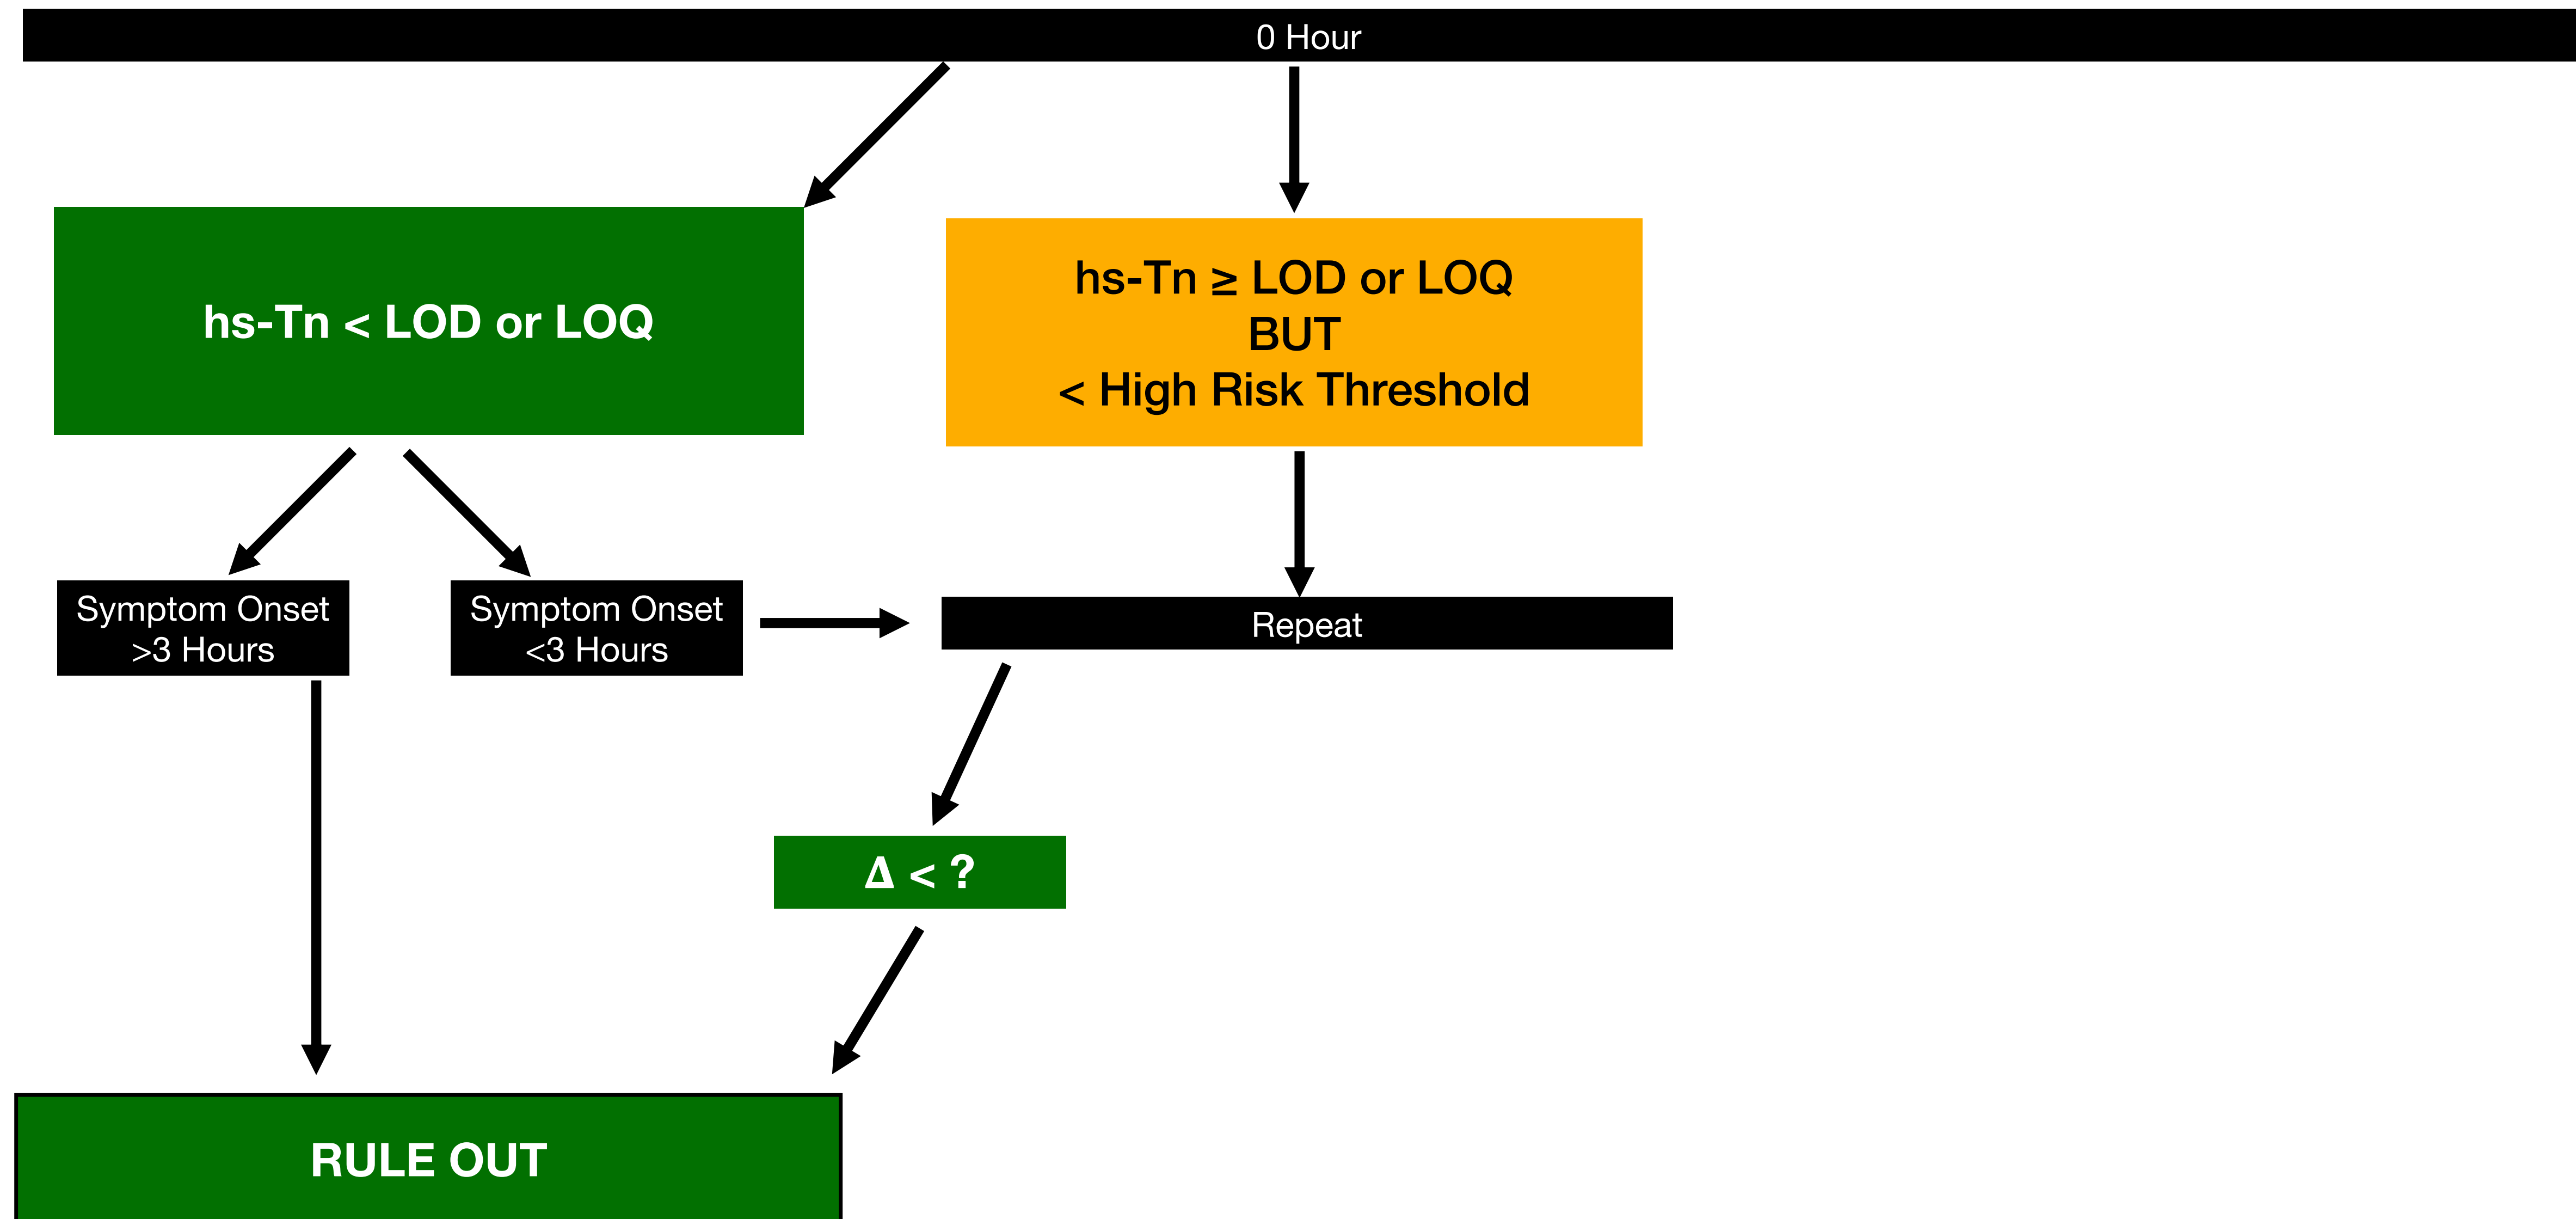 0 Hour
hs-Tn < LOD or LOQ
hs-Tn ≥ LOD or LOQ
BUT
< High Risk Threshold
Symptom Onset
>3 Hours
Symptom Onset
<3 Hours
Repeat
Δ < ?
RULE OUT